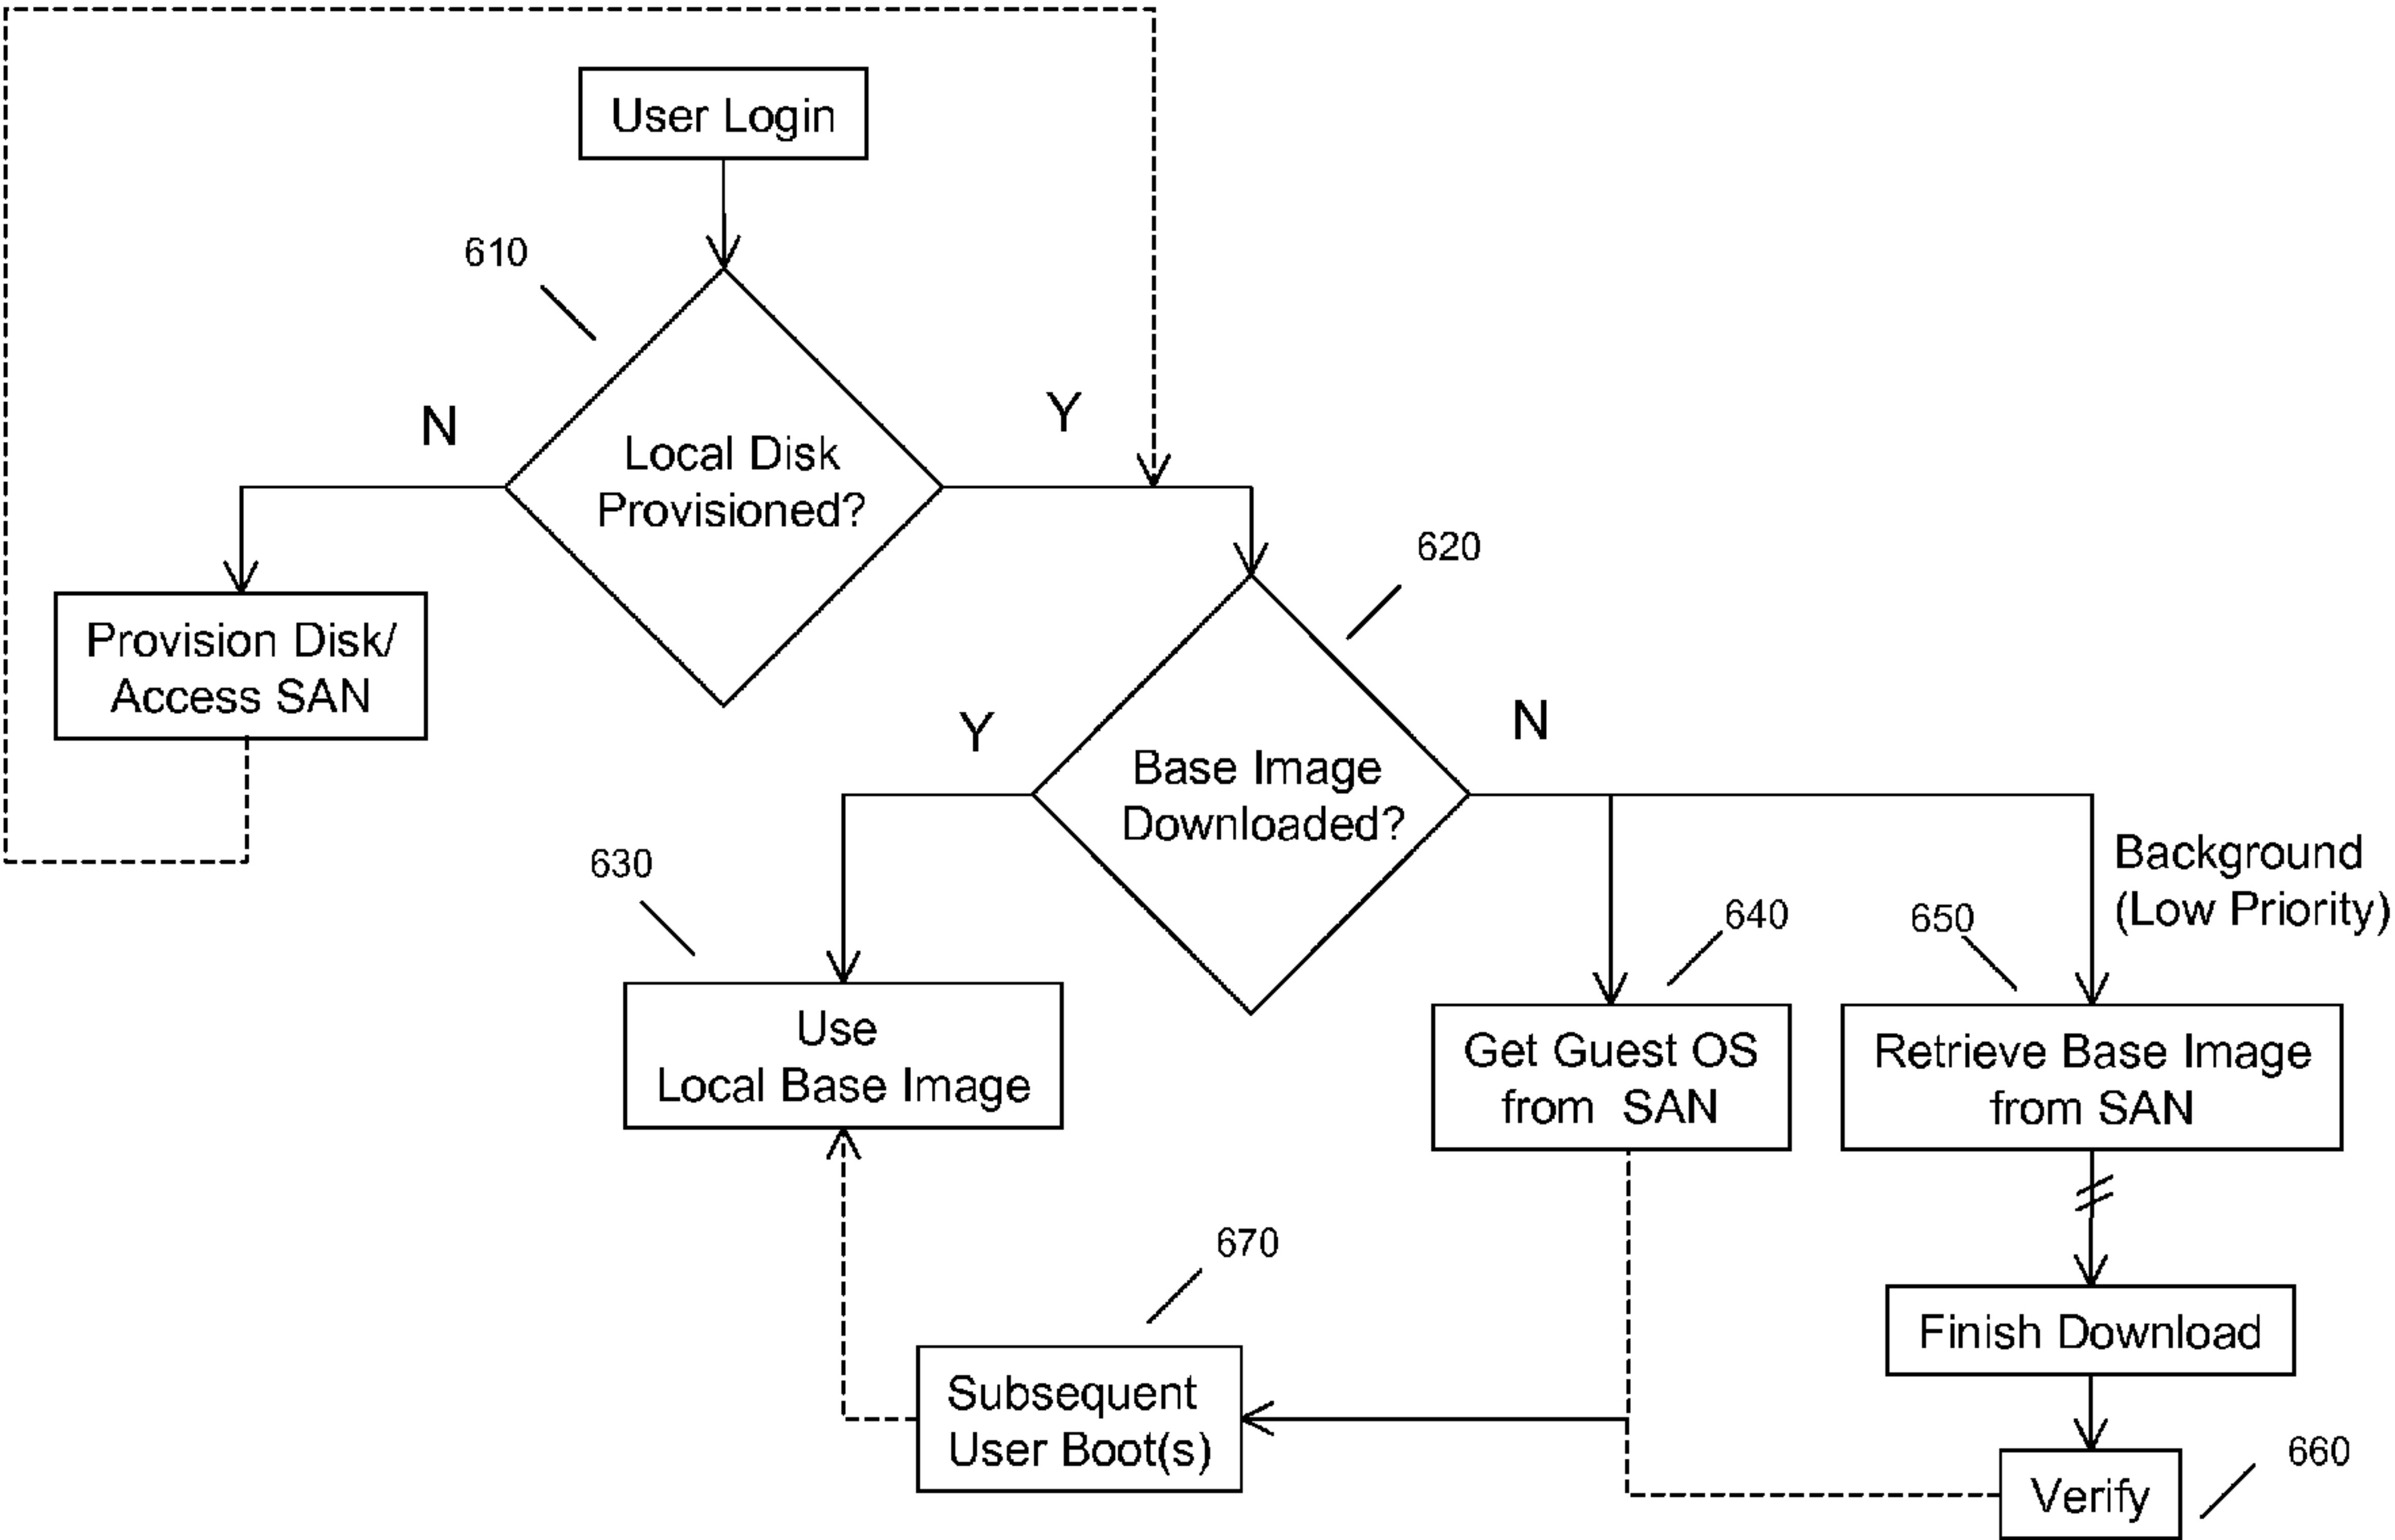 User Login
610
N
Y
Local Disk
Provisioned?
620
Provision Disk/
Access SAN
Y
N
Base Image
Downloaded?
630
Background
(Low Priority)
640
650
Use
Local Base Image
Get Guest OS
from SAN
Retrieve Base Image
from SAN
670
Finish Download
Subsequent
User Boot(s)
660
Verify